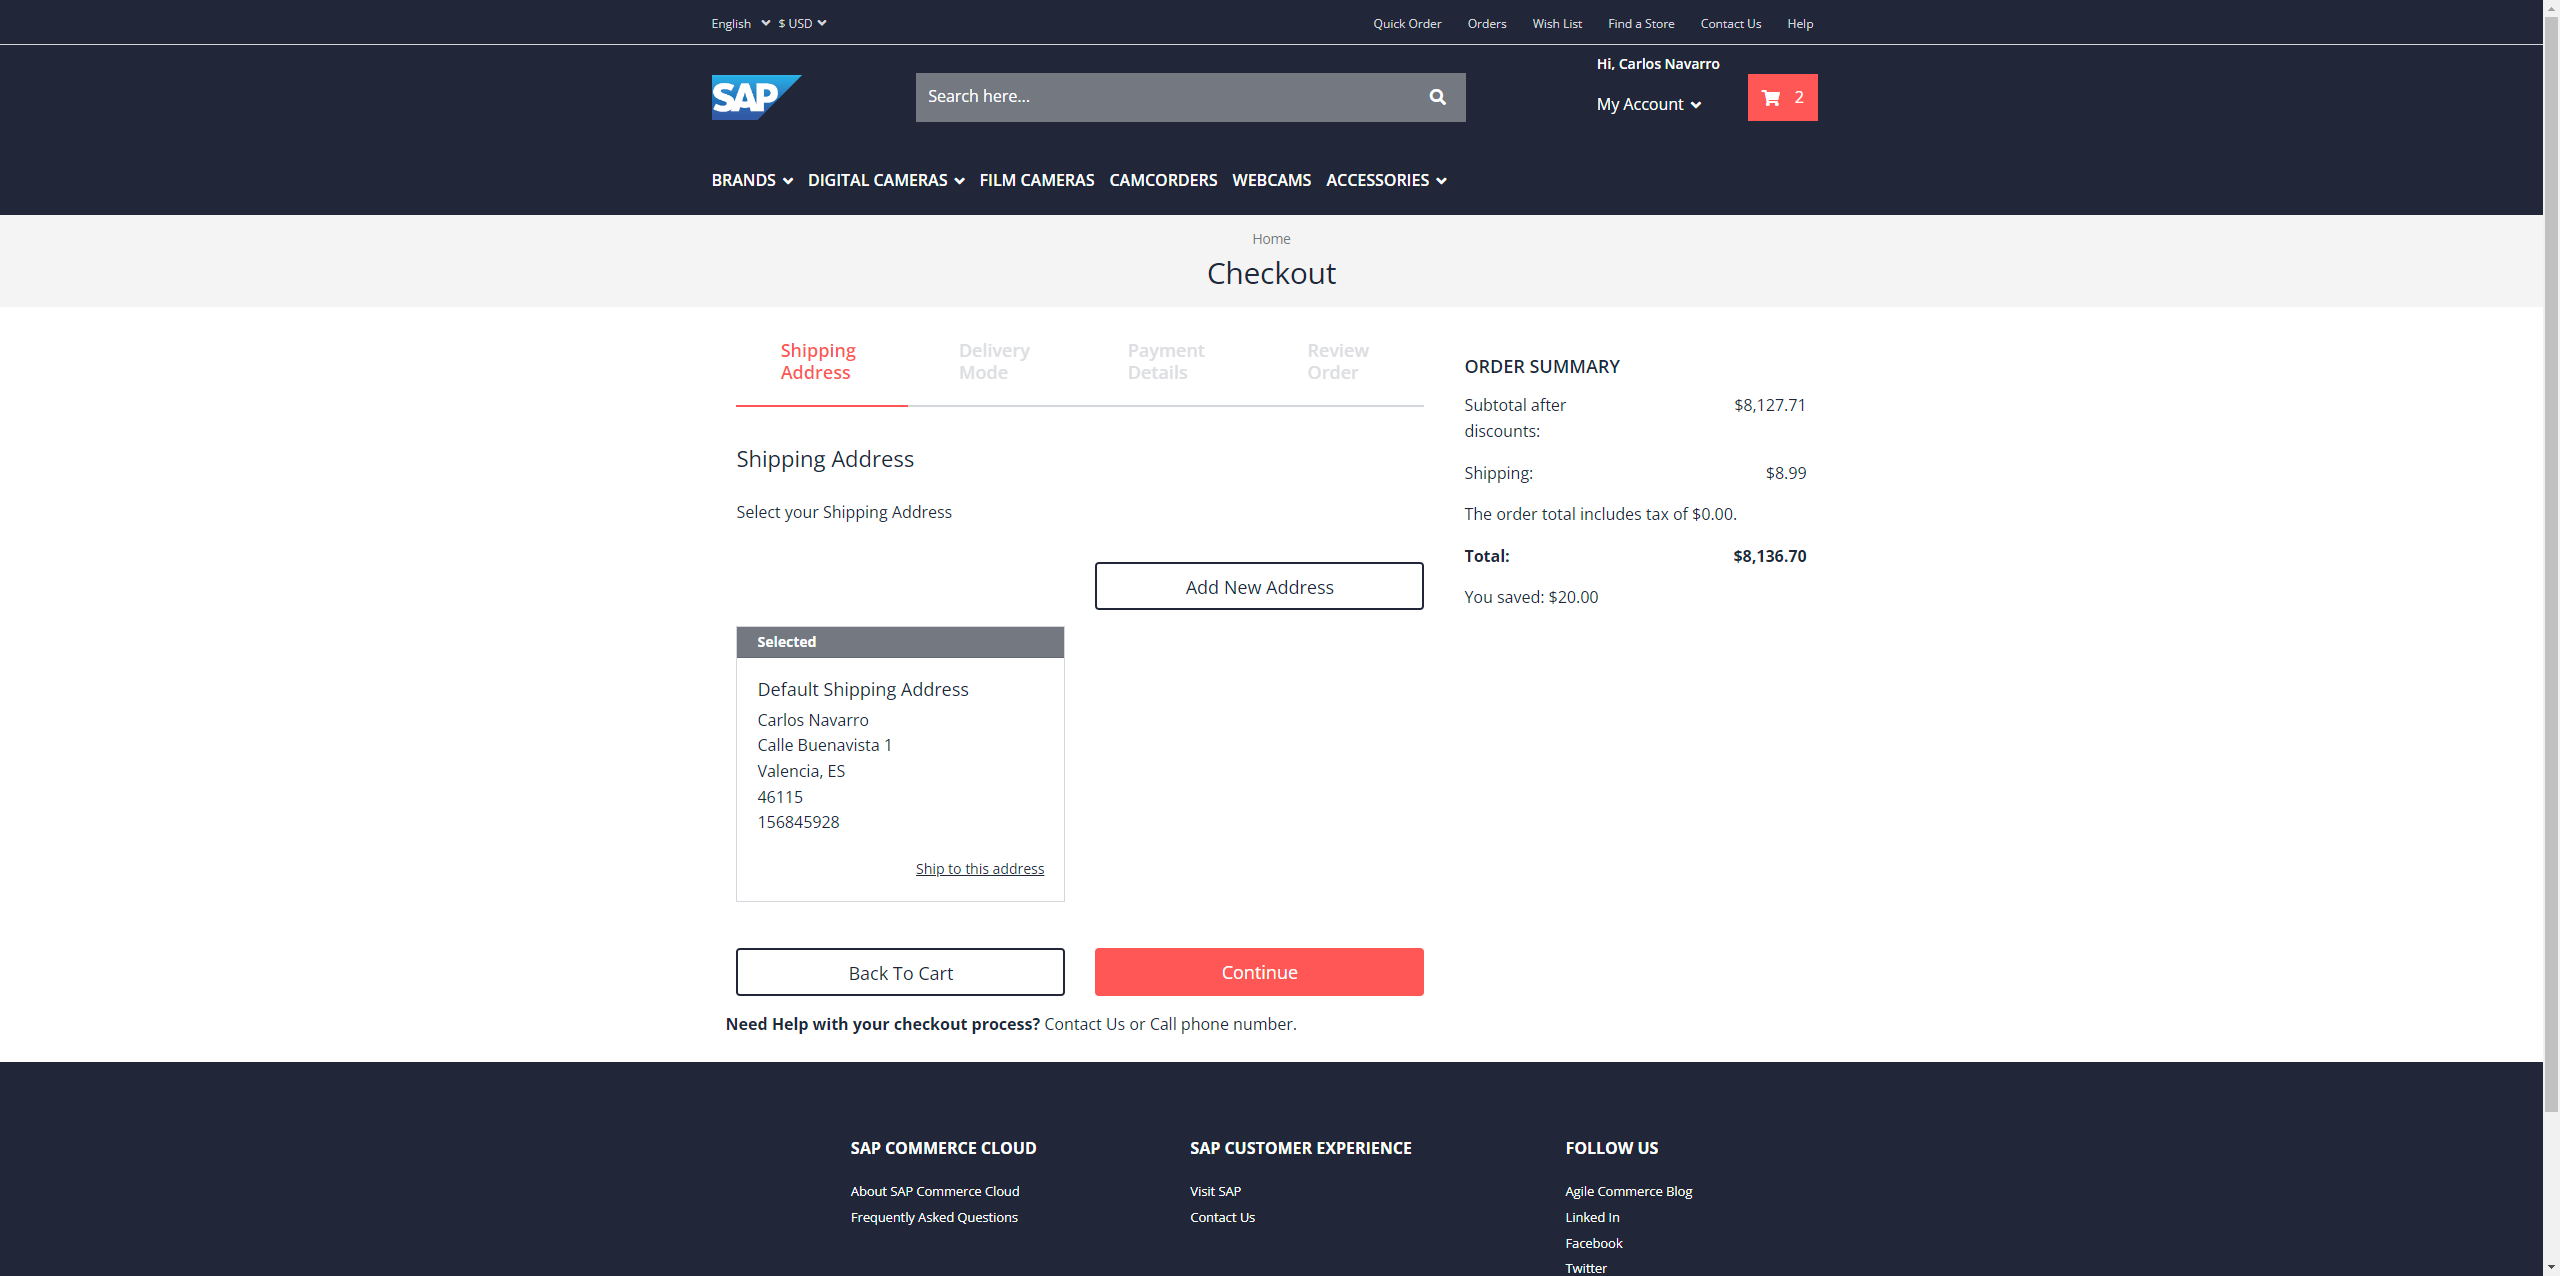 English $ USD Quick Order Orders Wish List Find a Store Contact Us Help
Hi, Carlos Navarro
SAP Search here... My Account 2
BRANDS DIGITAL CAMERAS FILM CAMERAS CAMCORDERS WEBCAMS ACCESSORIES
Home
Checkout
Shipping Address
Delivery Mode
Payment Details
Review Order
Shipping Address
Select your Shipping Address
Add New Address
Selected
Default Shipping Address
Carlos Navarro
Calle Buenavista 1
Valencia, ES
46115
156845928
Ship to this address
Back To Cart
Continue
Need Help with your checkout process? Contact Us or Call phone number.
ORDER SUMMARY
Subtotal after discounts: $8,127.71
Shipping: $8.99
The order total includes tax of $0.00.
Total: $8,136.70
You saved: $20.00
SAP COMMERCE CLOUD
About SAP Commerce Cloud
Frequently Asked Questions
SAP CUSTOMER EXPERIENCE
Visit SAP
Contact Us
FOLLOW US
Agile Commerce Blog
Linked In
Facebook
Twitter